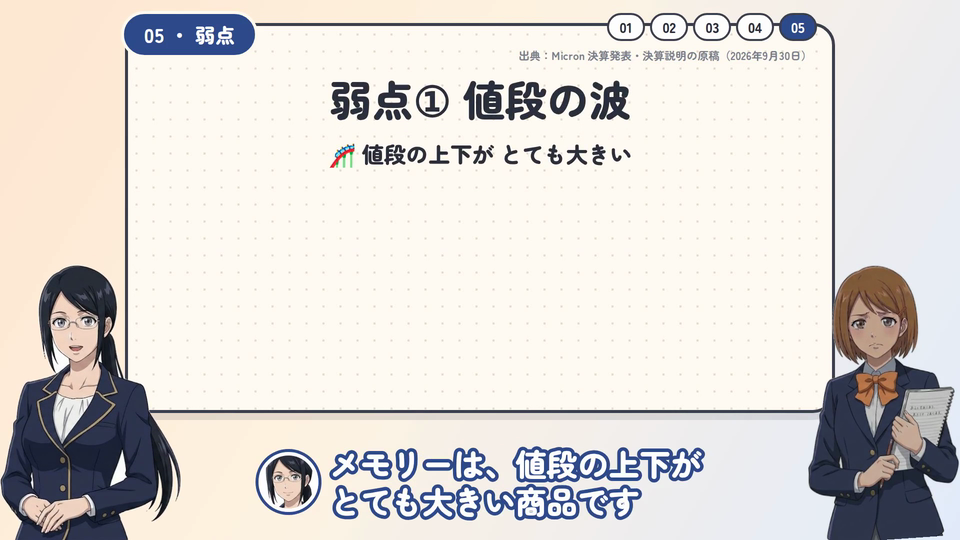 05 ・ 弱点
01 02 03 04 05
出典：Micron 決算発表・決算説明の原稿（2026年9月30日）
弱点① 値段の波
値段の上下が とても大きい
メモリーは、値段の上下が
とても大きい商品です